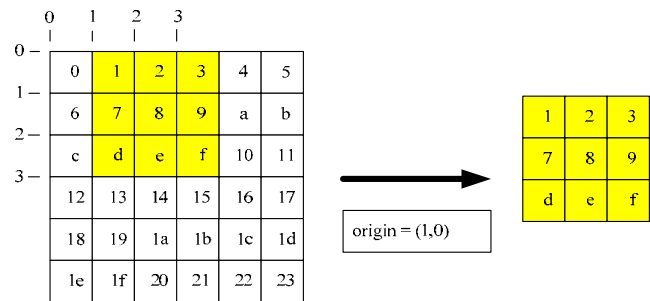 0 1 2 3
0
0 1 2 3 4 5
1
6 7 8 9 a b
2
c d e f 10 11
3
12 13 14 15 16 17
18 19 1a 1b 1c 1d
1e 1f 20 21 22 23
origin = (1,0)
1 2 3
7 8 9
d e f